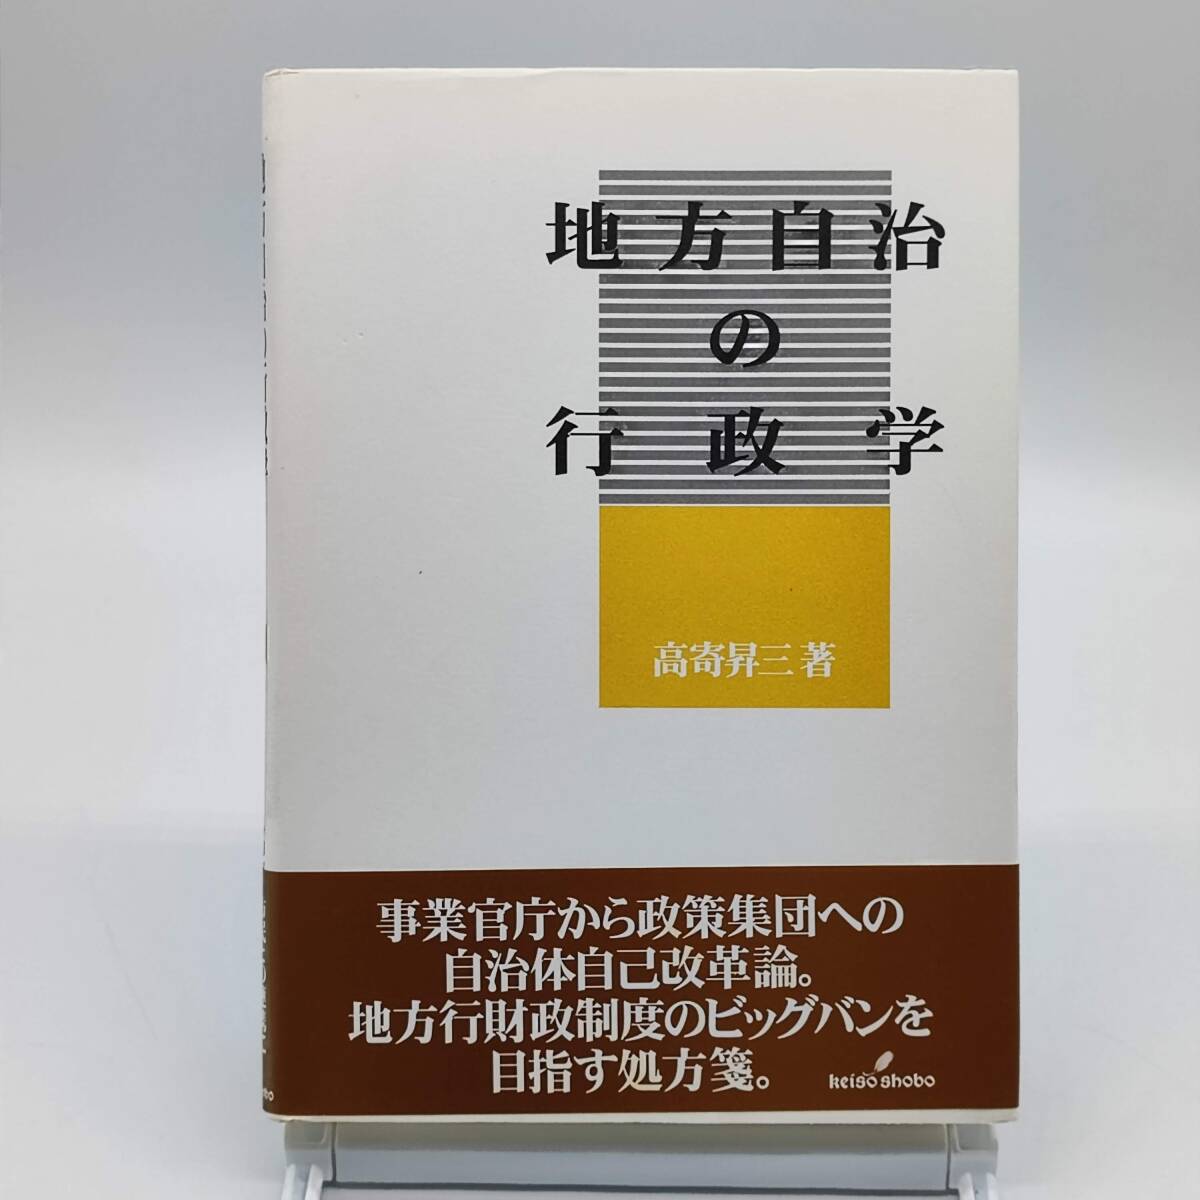 地方自治
の
行政学
高寄昇三著
事業官庁から政策集団への
自治体自己改革論。
地方行財政制度のビッグバンを
目指す処方箋。
keiso shobo